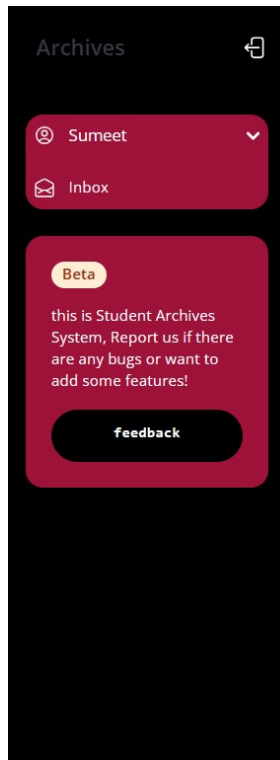 Archives
Sumeet
Inbox
Beta
this is Student Archives
System, Report us if there
are any bugs or want to
add some features!
feedback